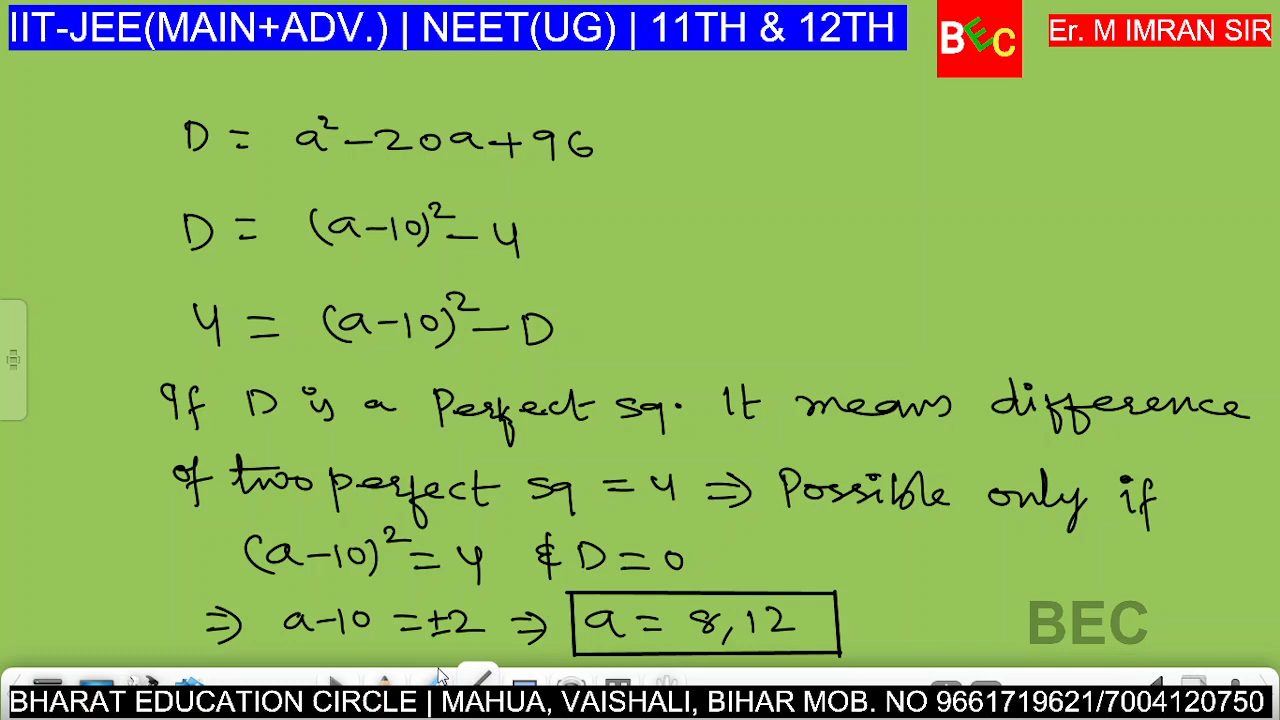 IIT-JEE(MAIN+ADV.) | NEET(UG) | 11TH & 12TH
BEC
Er. M IMRAN SIR
D = a² - 20a + 96
D = (a-10)² - 4
4 = (a-10)² - D
If D is a Perfect sq. It means difference
of two perfect sq = 4 ⇒ Possible only if
(a-10)² = 4 & D = 0
⇒ a-10 = ±2 ⇒ a = 8, 12
BEC
BHARAT EDUCATION CIRCLE | MAHUA, VAISHALI, BIHAR MOB. NO 9661719621/7004120750